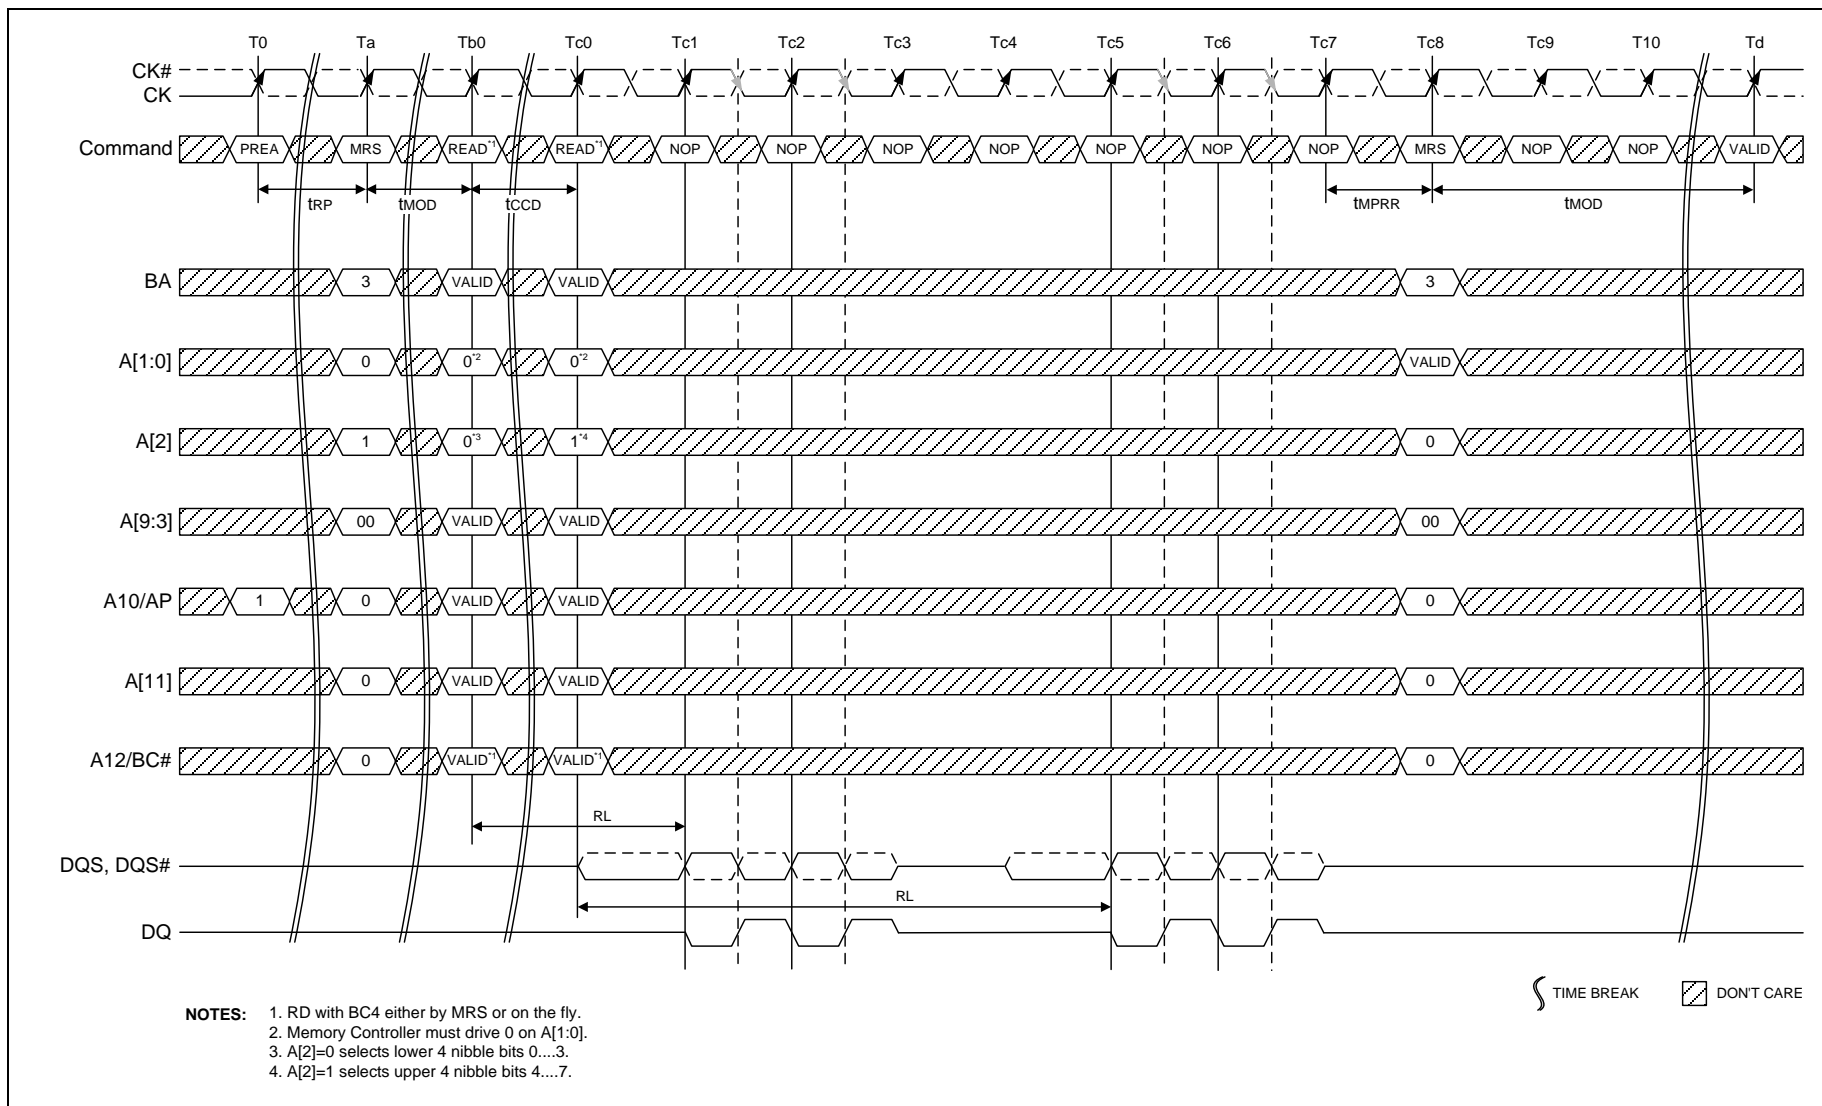 T0 Ta Tb0 Tc0 Tc1 Tc2 Tc3 Tc4 Tc5 Tc6 Tc7 Tc8 Tc9 T10 Td
CK#
CK
Command PREA MRS READ*1 READ*1 NOP NOP NOP NOP NOP NOP NOP MRS NOP NOP VALID
tRP tMOD tCCD tMPRR tMOD
BA 3 VALID VALID 3
A[1:0] 0 0*2 0*2 VALID
A[2] 1 0*3 1*4 0
A[9:3] 00 VALID VALID 00
A10/AP 1 0 VALID VALID 0
A[11] 0 VALID VALID 0
A12/BC# 0 VALID*1 VALID*1 0
RL
DQS, DQS#
RL
DQ
TIME BREAK DON'T CARE
NOTES: 1. RD with BC4 either by MRS or on the fly.
2. Memory Controller must drive 0 on A[1:0].
3. A[2]=0 selects lower 4 nibble bits 0....3.
4. A[2]=1 selects upper 4 nibble bits 4....7.